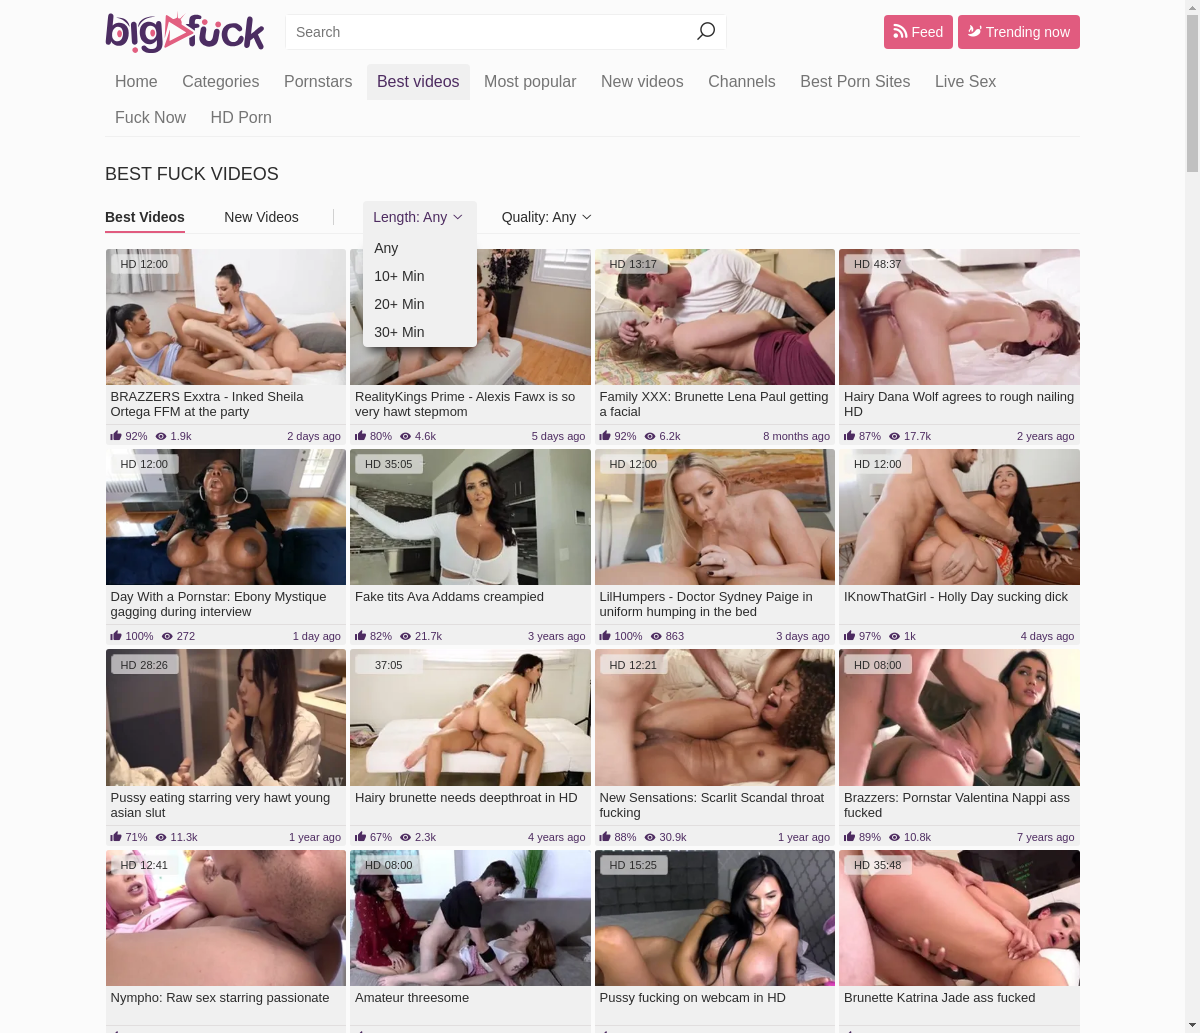 bigfuck
Search
Feed
Trending now
Home Categories Pornstars Best videos Most popular New videos Channels Best Porn Sites Live Sex
Fuck Now HD Porn
BEST FUCK VIDEOS
Best Videos New Videos Length: Any Quality: Any
Any
10+ Min
20+ Min
30+ Min
HD 12:00
HD 13:17
HD 48:37
BRAZZERS Exxtra - Inked Sheila
Ortega FFM at the party
92% 1.9k 2 days ago
RealityKings Prime - Alexis Fawx is so
very hawt stepmom
80% 4.6k 5 days ago
Family XXX: Brunette Lena Paul getting
a facial
92% 6.2k 8 months ago
Hairy Dana Wolf agrees to rough nailing
HD
87% 17.7k 2 years ago
HD 12:00
HD 35:05
HD 12:00
HD 12:00
Day With a Pornstar: Ebony Mystique
gagging during interview
100% 272 1 day ago
Fake tits Ava Addams creampied
82% 21.7k 3 years ago
LilHumpers - Doctor Sydney Paige in
uniform humping in the bed
100% 863 3 days ago
IKnowThatGirl - Holly Day sucking dick
97% 1k 4 days ago
HD 28:26
37:05
HD 12:21
HD 08:00
AV
Pussy eating starring very hawt young
asian slut
71% 11.3k 1 year ago
Hairy brunette needs deepthroat in HD
67% 2.3k 4 years ago
New Sensations: Scarlit Scandal throat
fucking
88% 30.9k 1 year ago
Brazzers: Pornstar Valentina Nappi ass
fucked
89% 10.8k 7 years ago
HD 12:41
HD 08:00
HD 15:25
HD 35:48
Nympho: Raw sex starring passionate
Amateur threesome
Pussy fucking on webcam in HD
Brunette Katrina Jade ass fucked